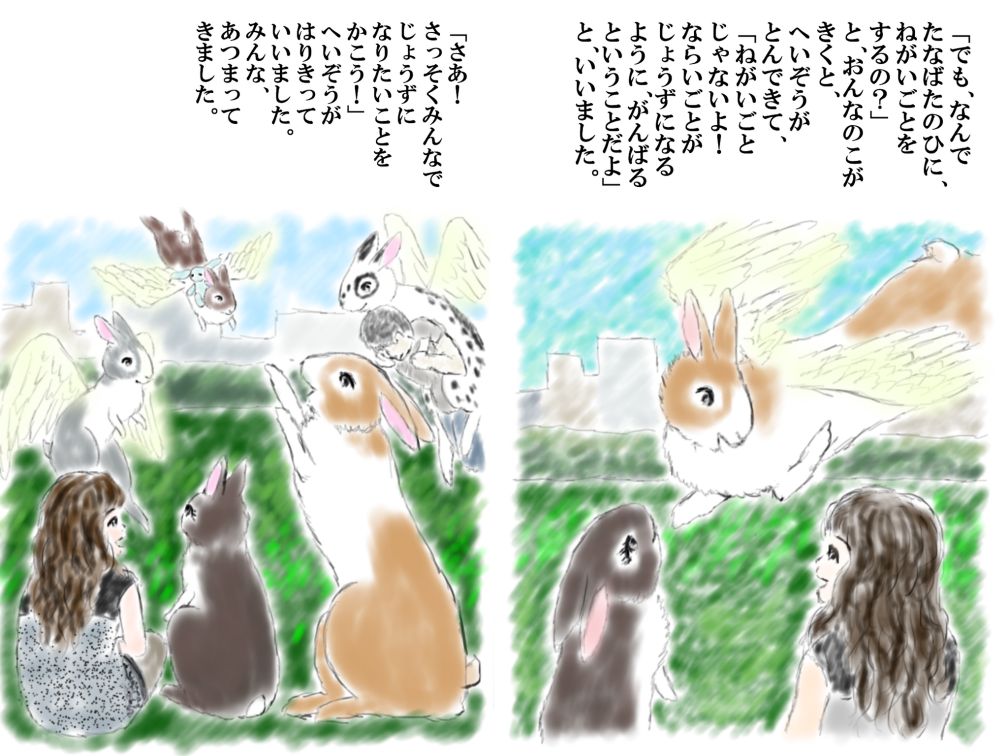 「でも、なんで
たなばたのひに、
ねがいごとを
するの？」
と、おんなのこが
きくと、
へいぞうが
とんできて、
「ねがいごと
じゃないよ！
ならいごとが
じょうずになる
ように、がんばる
ということだよ」
と、いいました。
「さあ！
さっそくみんなで
じょうずに
なりたいことを
かこう！」
へいぞうが
はりきって
いいました。
みんな、
あつまって
きました。